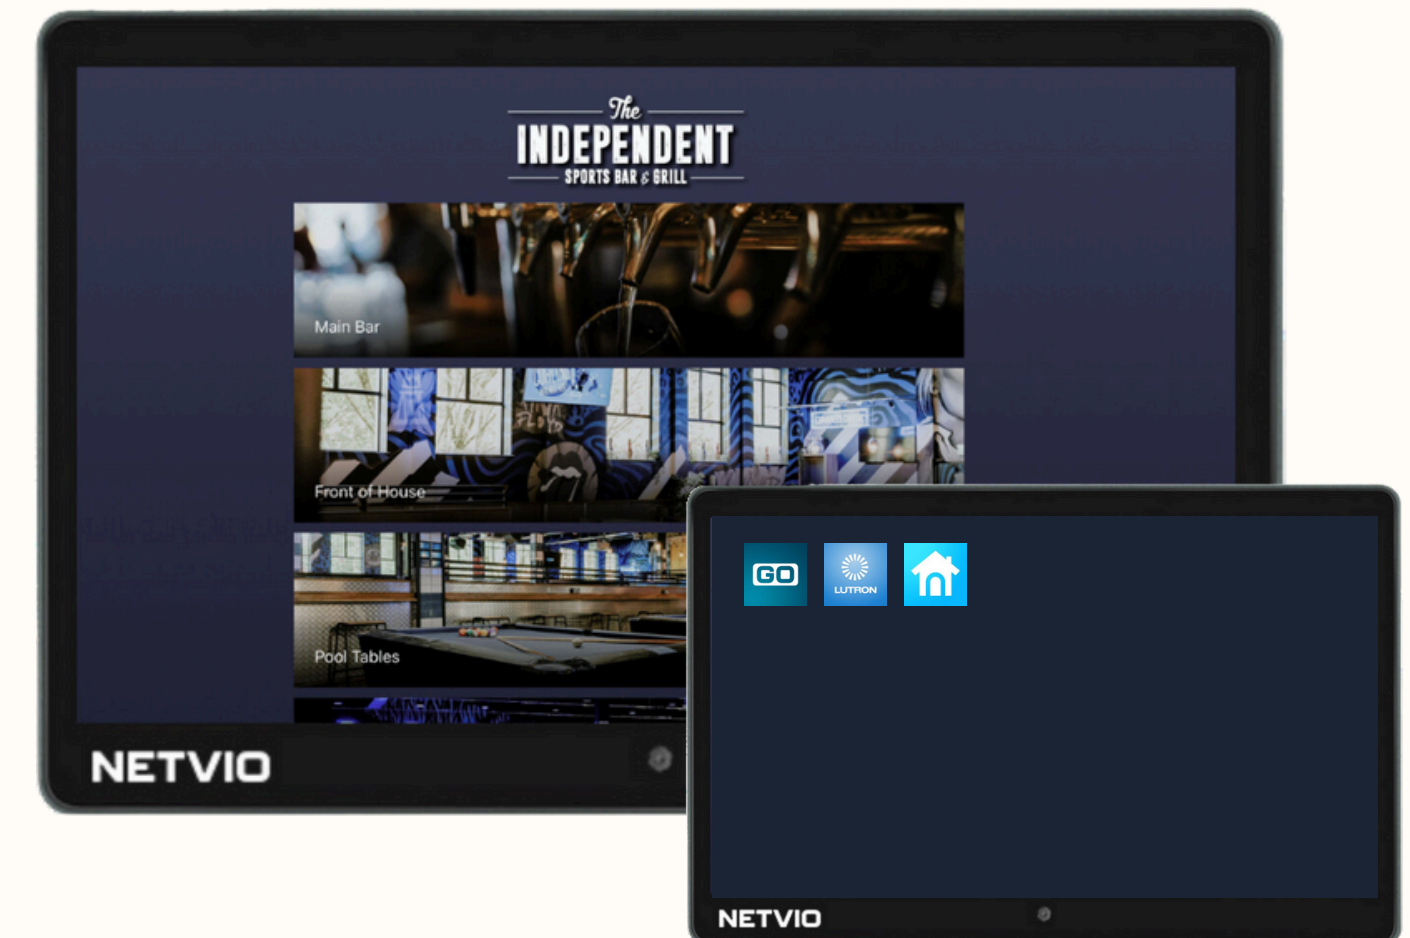 The
INDEPENDENT
SPORTS BAR & GRILL
Main Bar
Front of House
Pool Tables
NETVIO
GO
LUTRON
NETVIO